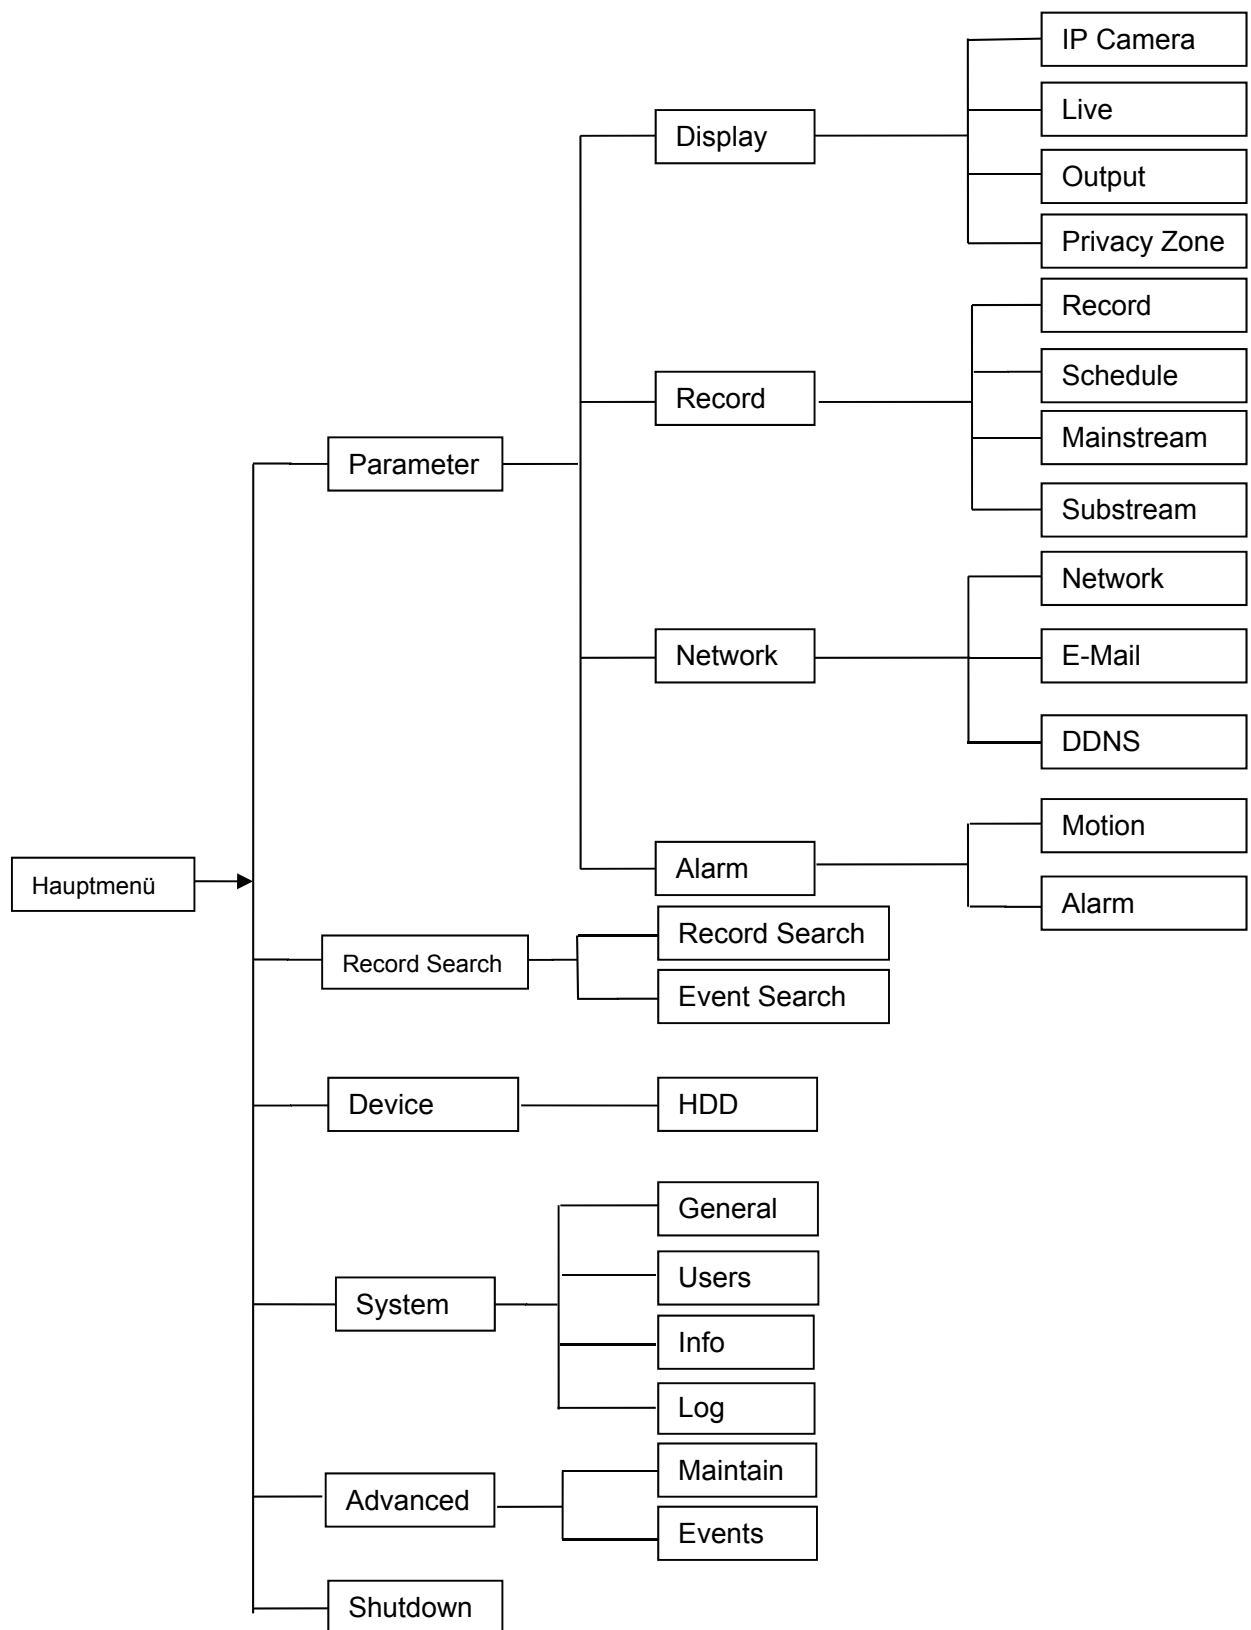 IP Camera
Live
Display
Output
Privacy Zone
Record
Schedule
Record
Mainstream
Parameter
Substream
Network
Network
E-Mail
DDNS
Motion
Alarm
Hauptmenü
Alarm
Record Search
Record Search
Event Search
Device
HDD
General
Users
System
Info
Log
Maintain
Advanced
Events
Shutdown